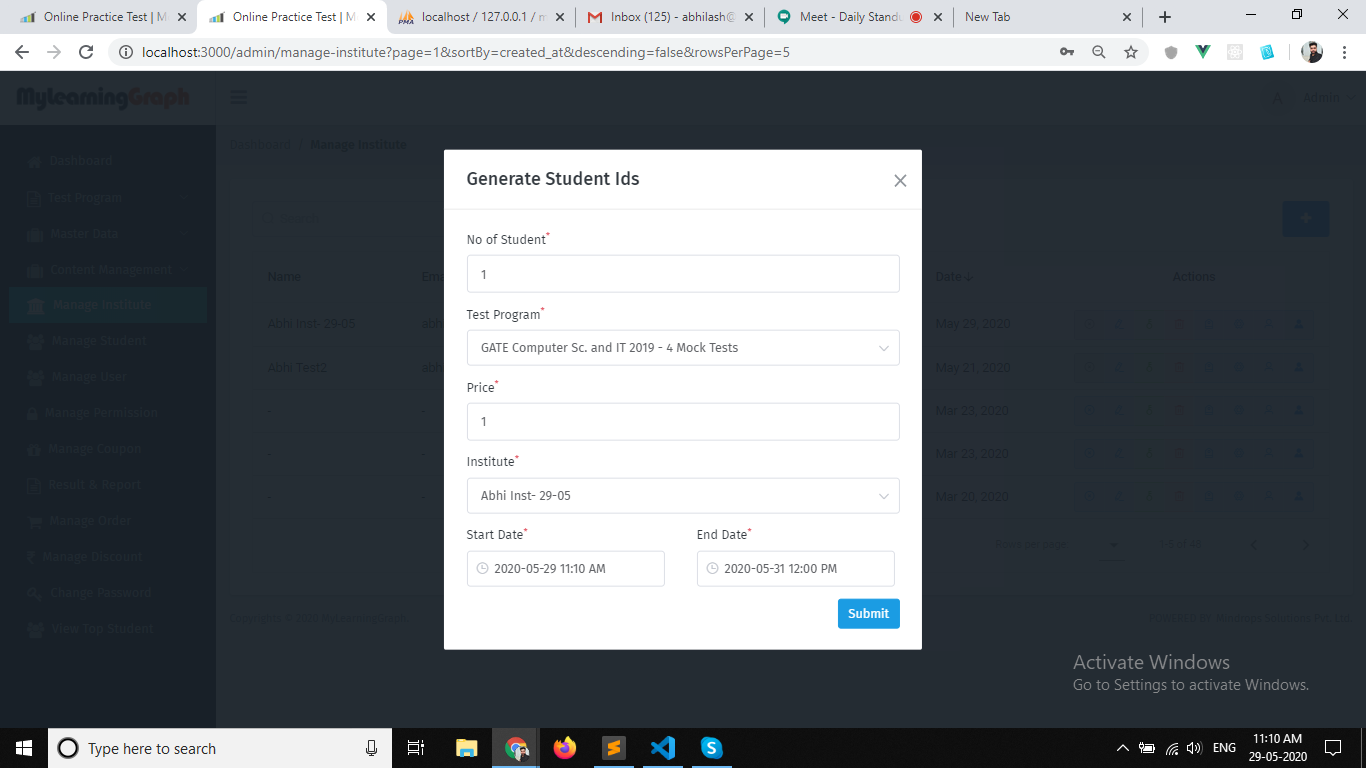 Online Practice Test | M
Online Practice Test | M
localhost / 127.0.0.1 / m
Inbox (125) - abhilash@
Meet - Daily Standu
New Tab
localhost:3000/admin/manage-institute?page=1&sortBy=created_at&descending=false&rowsPerPage=5
MyLearningGraph
Admin
Dashboard / Manage Institute
Dashboard
Test Program
Master Data
Content Management
Manage Institute
Manage Student
Manage User
Manage Permission
Manage Coupon
Result & Report
Manage Order
Manage Discount
Change Password
View Top Student
Name
Date
Actions
Abhi Inst- 29-05
May 29, 2020
Abhi Test2
May 21, 2020
- Mar 23, 2020
- Mar 23, 2020
- Mar 20, 2020
Rows per page:
Generate Student Ids
No of Student*
1
Test Program*
GATE Computer Sc. and IT 2019 - 4 Mock Tests
Price*
1
Institute*
Abhi Inst- 29-05
Start Date* End Date*
2020-05-29 11:10 AM 2020-05-31 12:00 PM
Submit
Activate Windows
Go to Settings to activate Windows.
Type here to search
ENG
11:10 AM
29-05-2020